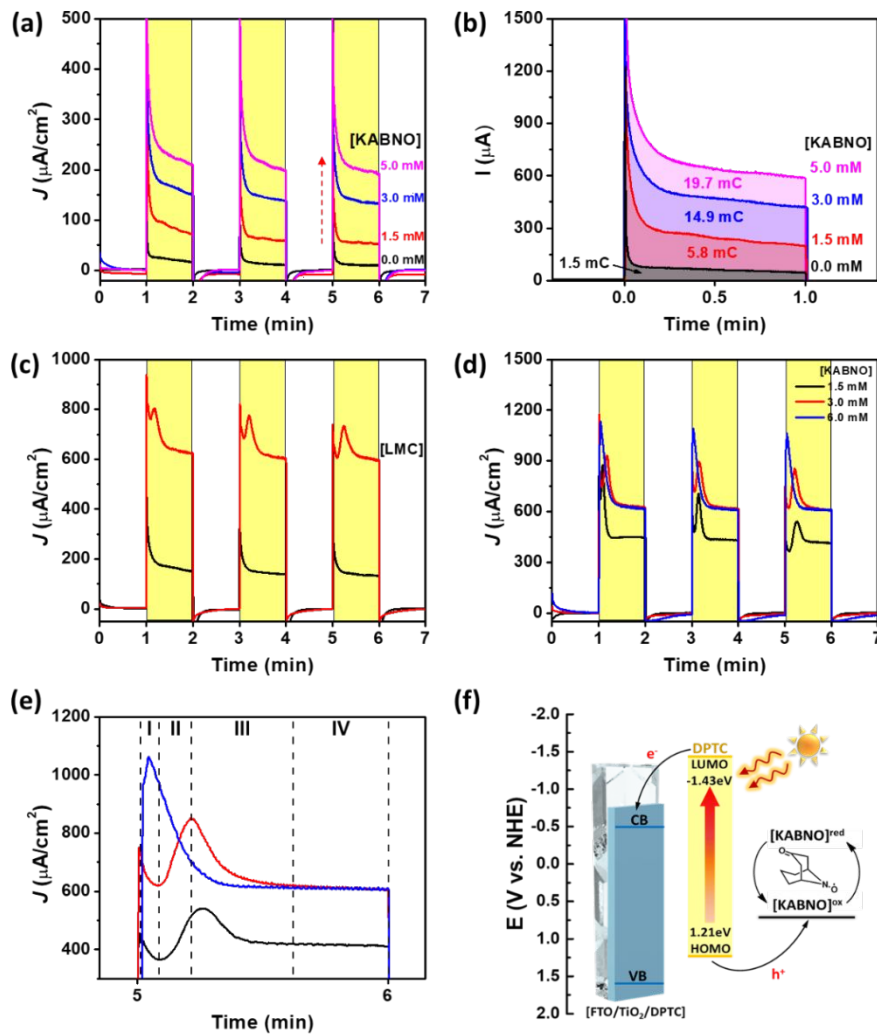 (a)
500
400
300
200
100
0
J (μA/cm²)
[KABNO]
5.0 mM
3.0 mM
1.5 mM
0.0 mM
0 1 2 3 4 5 6 7
Time (min)
(b)
1500
1200
900
600
300
0
I (μA)
[KABNO]
5.0 mM
19.7 mC
3.0 mM
14.9 mC
1.5 mM
5.8 mC
1.5 mC
0.0 mM
0.0 0.5 1.0
Time (min)
(c)
1000
800
600
400
200
0
J (μA/cm²)
[LMC]
0 1 2 3 4 5 6 7
Time (min)
(d)
1500
1200
900
600
300
0
J (μA/cm²)
[KABNO]
1.5 mM
3.0 mM
6.0 mM
0 1 2 3 4 5 6 7
Time (min)
(e)
1200
1000
800
600
400
J (μA/cm²)
I II III IV
5 6
Time (min)
(f)
-2.0
-1.5
-1.0
-0.5
0.0
0.5
1.0
1.5
2.0
E (V vs. NHE)
e⁻
DPTC
LUMO
-1.43eV
CB
[KABNO]ʳᵉᵈ
O
N
O
[KABNO]ᵒˣ
1.21eV
HOMO
h⁺
VB
[FTO/TiO₂/DPTC]